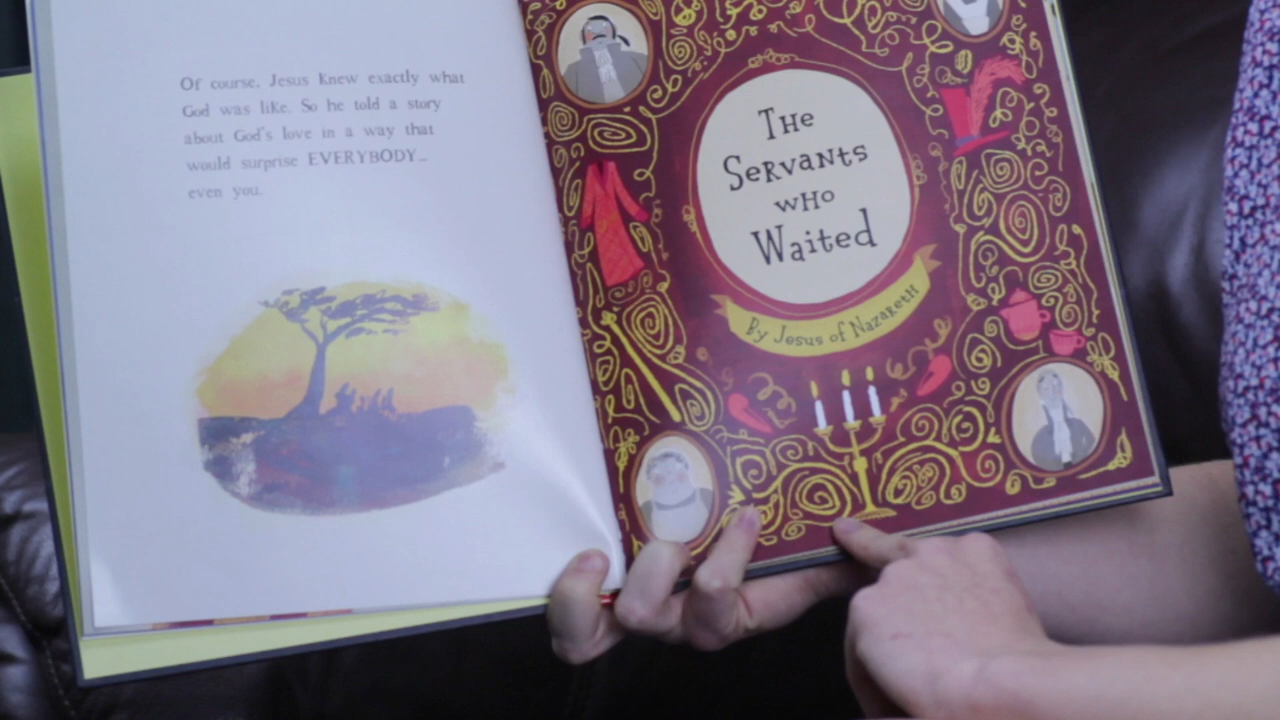 Of course, Jesus knew exactly what
God was like. So he told a story
about God's love in a way that
would surprise EVERYBODY...
even you.
The
Servants
who
Waited
By Jesus of Nazareth